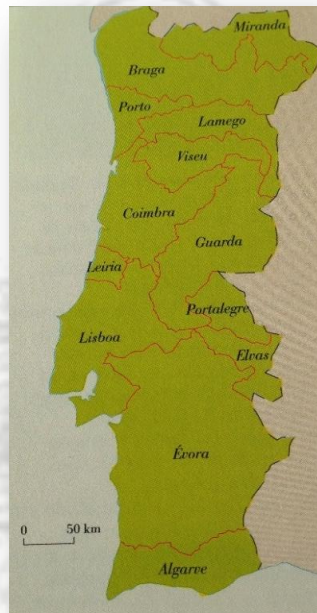 Miranda
Braga
Porto
Lamego
Viseu
Coimbra
Guarda
Leiria
Portalegre
Lisboa
Elvas
Évora
0 50 km
Algarve